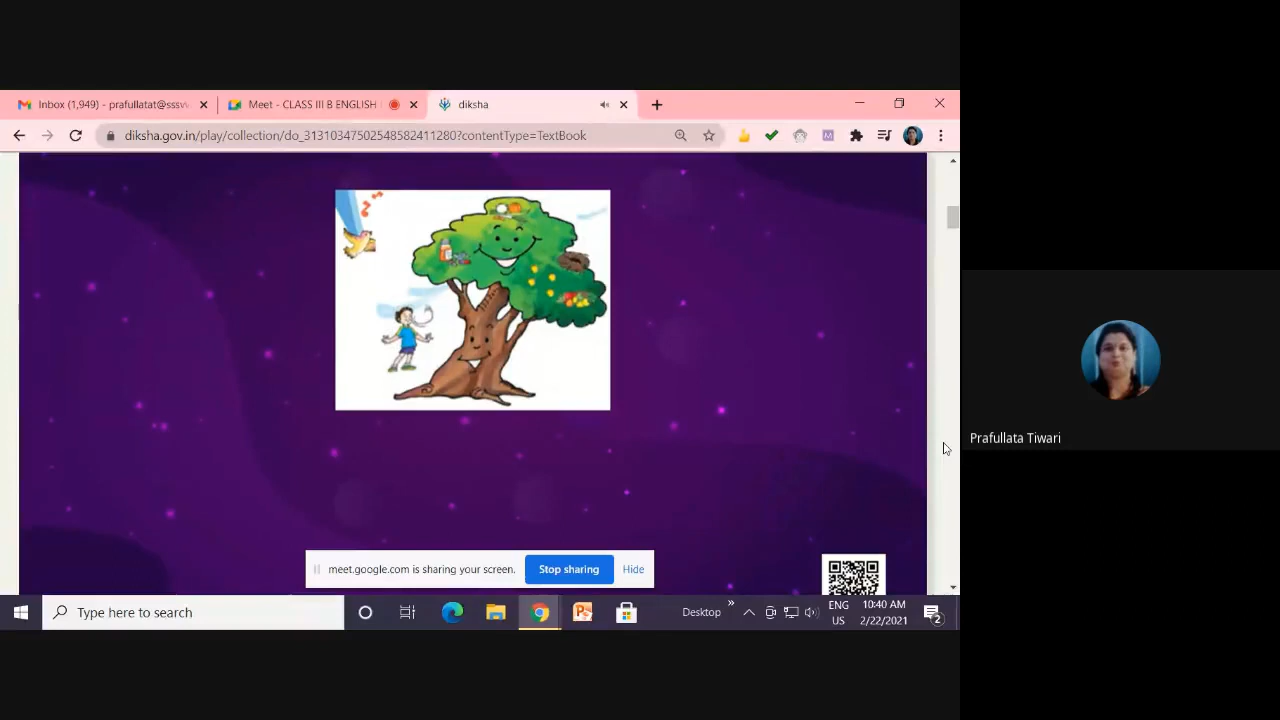 Inbox (1,949) - prafullatat@sssv
Meet - CLASS III B ENGLISH
diksha
diksha.gov.in/play/collection/do_31310347502548582411280?contentType=TextBook
Prafullata Tiwari
meet.google.com is sharing your screen.
Stop sharing
Hide
Type here to search
Desktop
ENG
US
10:40 AM
2/22/2021
2